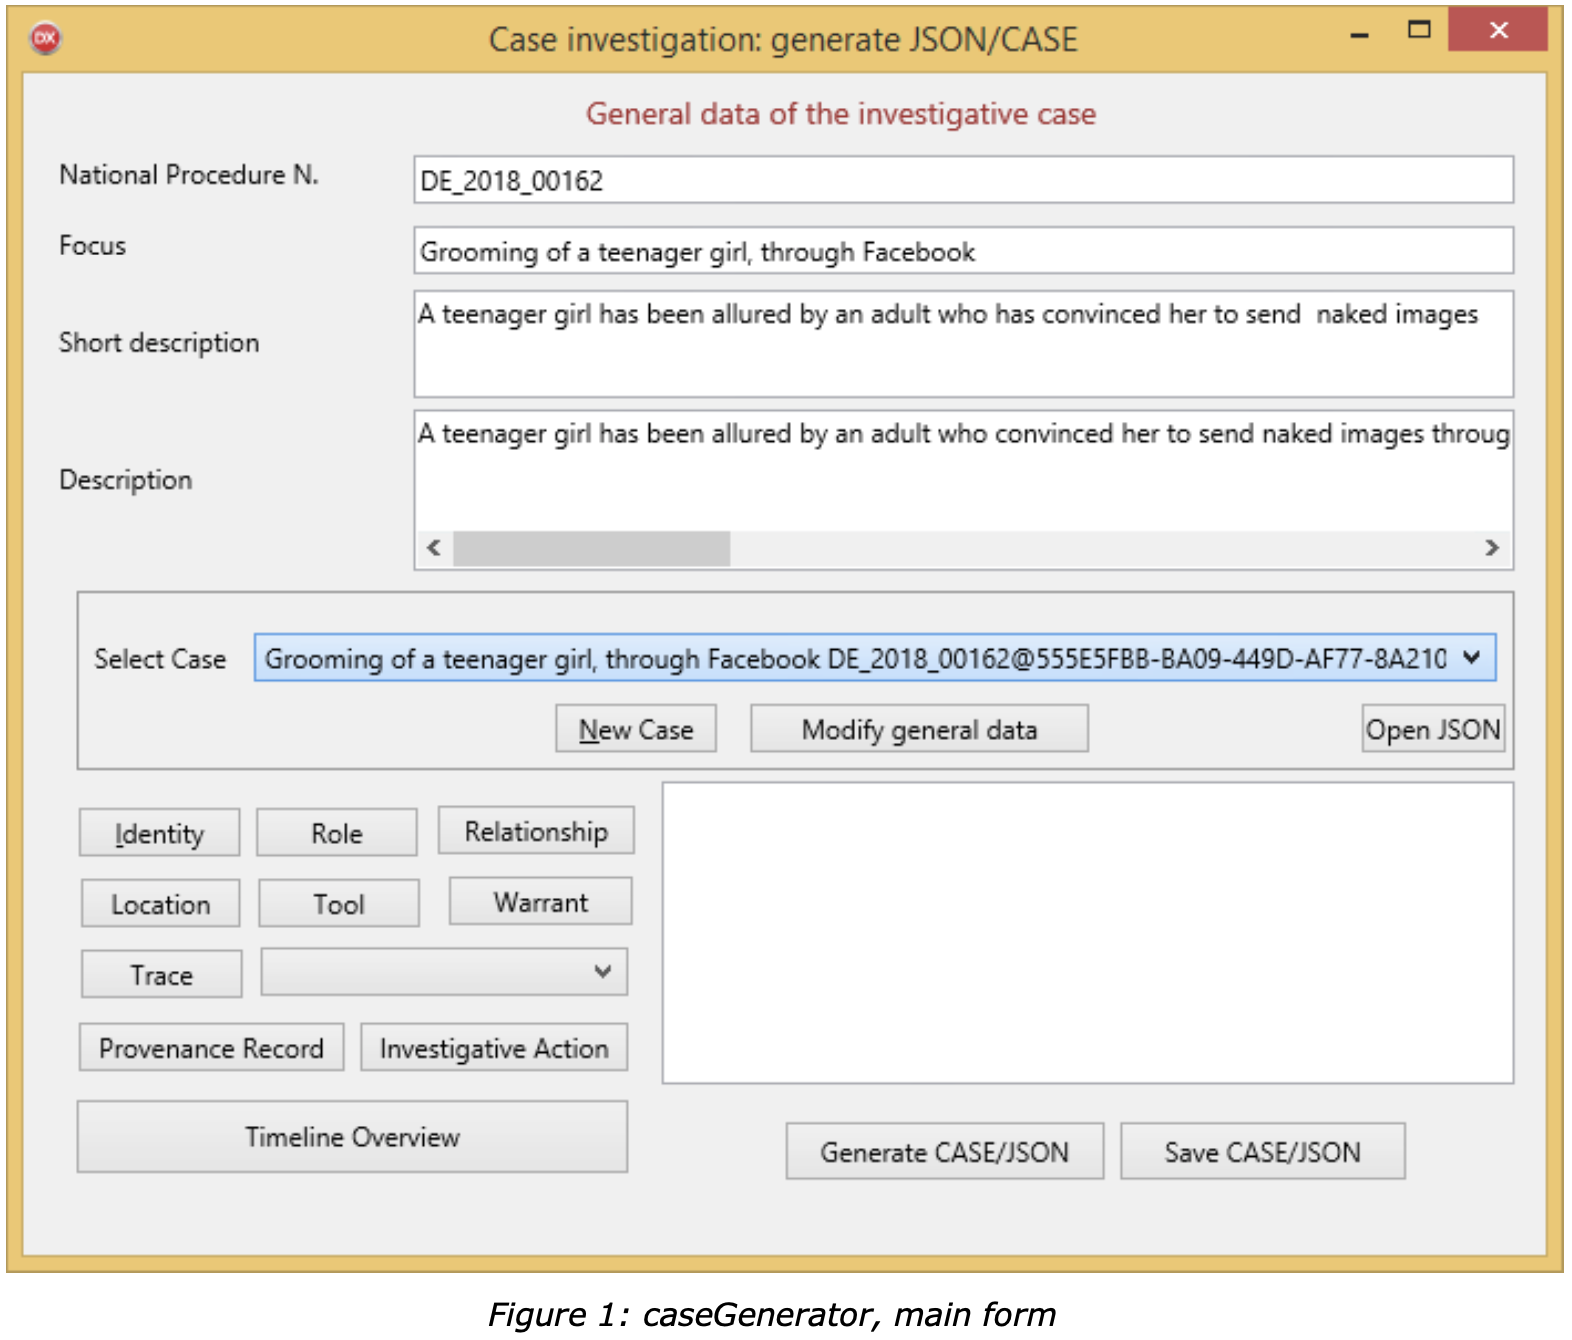 DX
Case investigation: generate JSON/CASE
General data of the investigative case
National Procedure N.
DE_2018_00162
Focus
Grooming of a teenager girl, through Facebook
Short description
A teenager girl has been allured by an adult who has convinced her to send  naked images
Description
A teenager girl has been allured by an adult who convinced her to send naked images throug
Select Case
Grooming of a teenager girl, through Facebook DE_2018_00162@555E5FBB-BA09-449D-AF77-8A210
New Case
Modify general data
Open JSON
Identity
Role
Relationship
Location
Tool
Warrant
Trace
Provenance Record
Investigative Action
Timeline Overview
Generate CASE/JSON
Save CASE/JSON
Figure 1: caseGenerator, main form